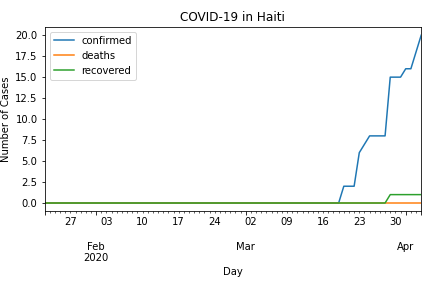 COVID-19 in Haiti
confirmed
deaths
recovered
Number of Cases
20.0
17.5
15.0
12.5
10.0
7.5
5.0
2.5
0.0
27 03 10 17 24 02 09 16 23 30
Feb Mar Apr
2020
Day